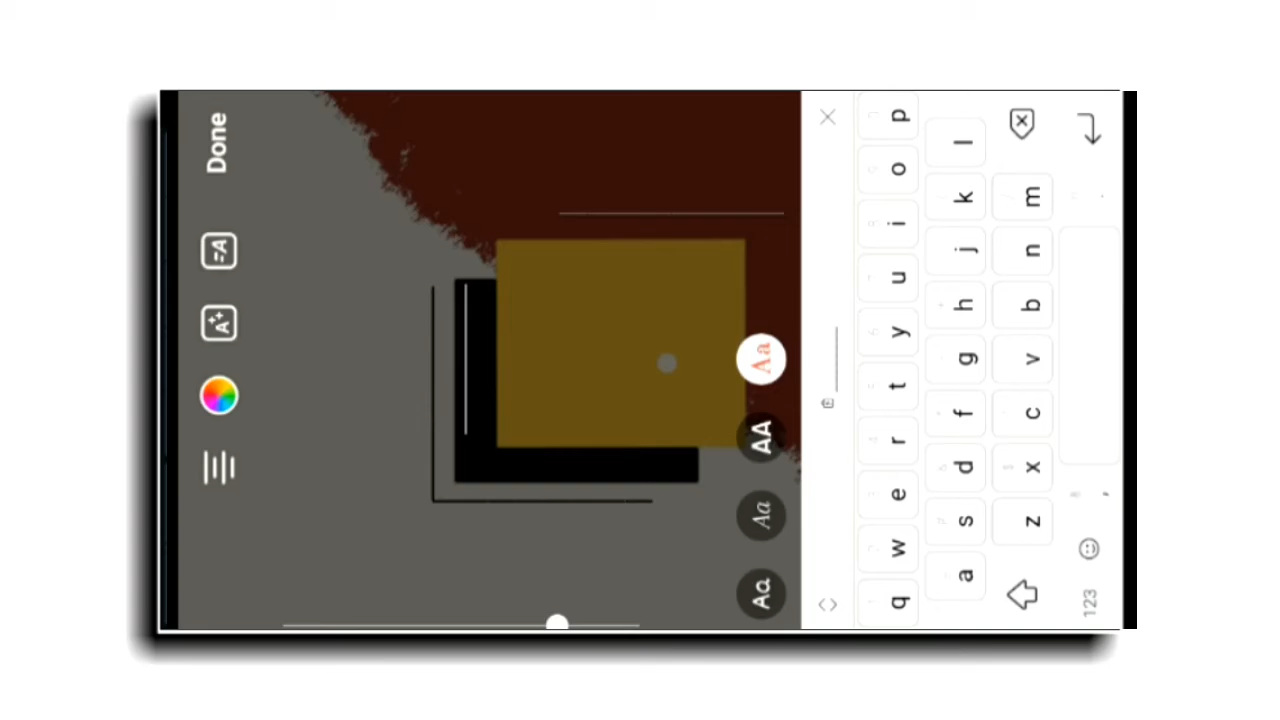 Done
Aa
Aa
AA
Aa
q w e r t y u i o p
a s d f g h j k l
z x c v b n m
123 ,